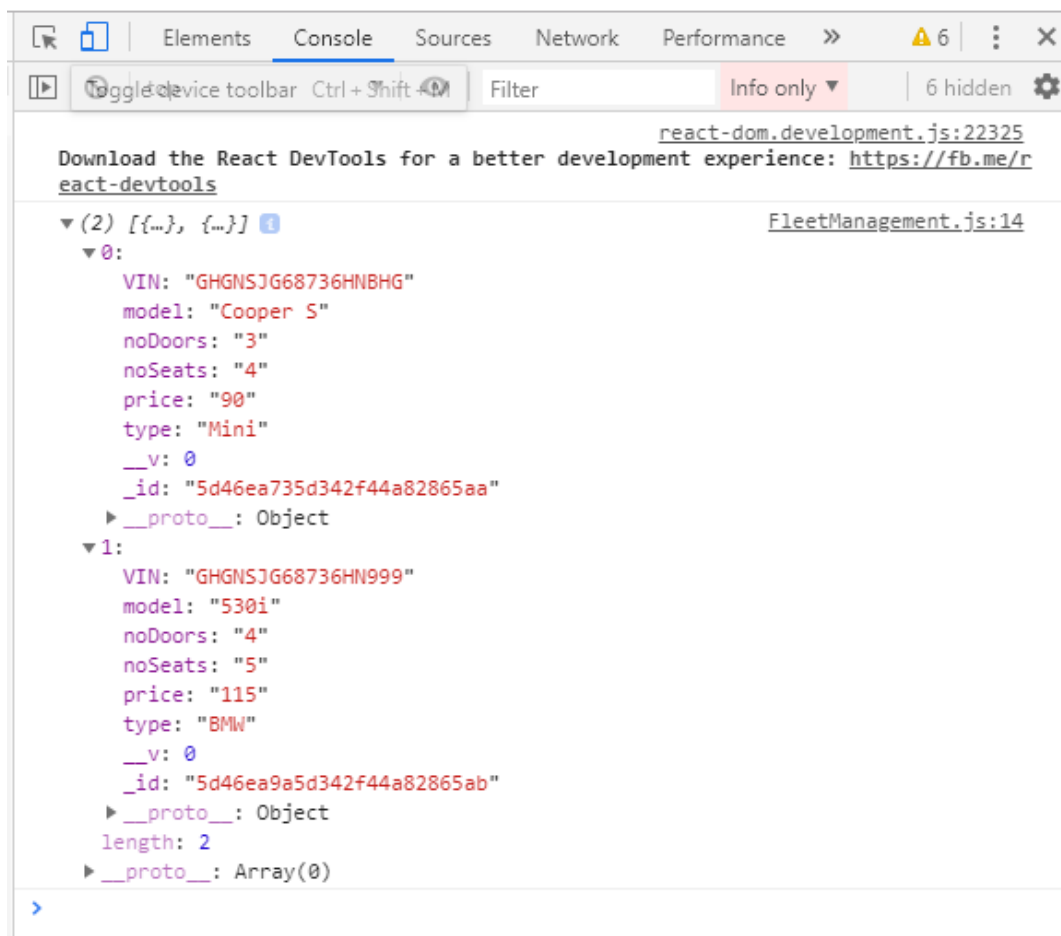 Elements Console Sources Network Performance » 6
Toggle device toolbar Ctrl + Shift + M Filter Info only ▼ 6 hidden
react-dom.development.js:22325
Download the React DevTools for a better development experience: https://fb.me/r
eact-devtools
▼(2) [{…}, {…}] i FleetManagement.js:14
▼0:
VIN: "GHGNSJG68736HNBHG"
model: "Cooper S"
noDoors: "3"
noSeats: "4"
price: "90"
type: "Mini"
__v: 0
_id: "5d46ea735d342f44a82865aa"
▶__proto__: Object
▼1:
VIN: "GHGNSJG68736HN999"
model: "530i"
noDoors: "4"
noSeats: "5"
price: "115"
type: "BMW"
__v: 0
_id: "5d46ea9a5d342f44a82865ab"
▶__proto__: Object
length: 2
▶__proto__: Array(0)
>